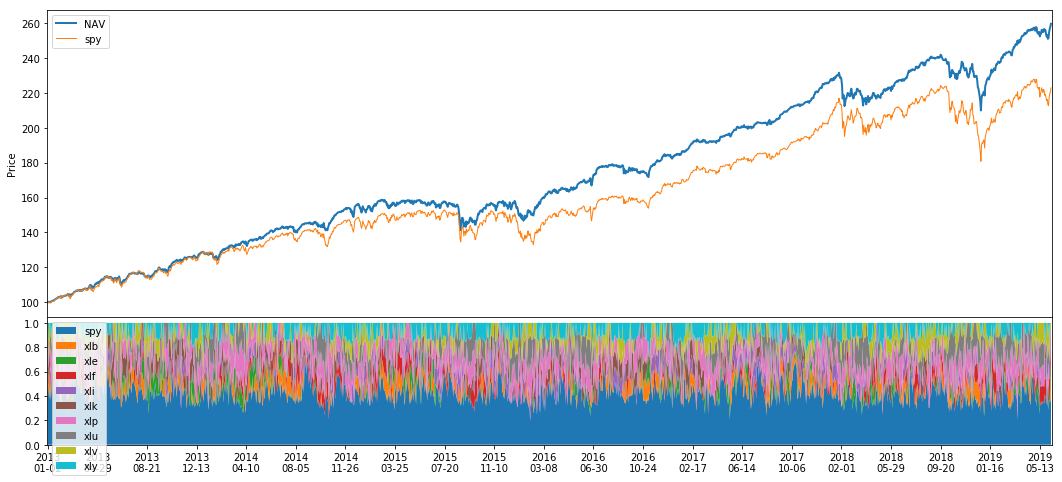 NAV
spy
Price
260
240
220
200
180
160
140
120
100
1.0
0.8
0.6
0.4
0.2
0.0
spy
xlb
xle
xlf
xli
xlk
xlp
xlu
xlv
xly
2013 2013 2013 2013 2014 2014 2014 2015 2015 2015 2016 2016 2016 2017 2017 2017 2018 2018 2018 2019 2019
08-21 12-13 04-10 08-05 11-26 03-25 07-20 11-10 03-08 06-30 10-24 02-17 06-14 10-06 02-01 05-29 09-20 01-16 05-13